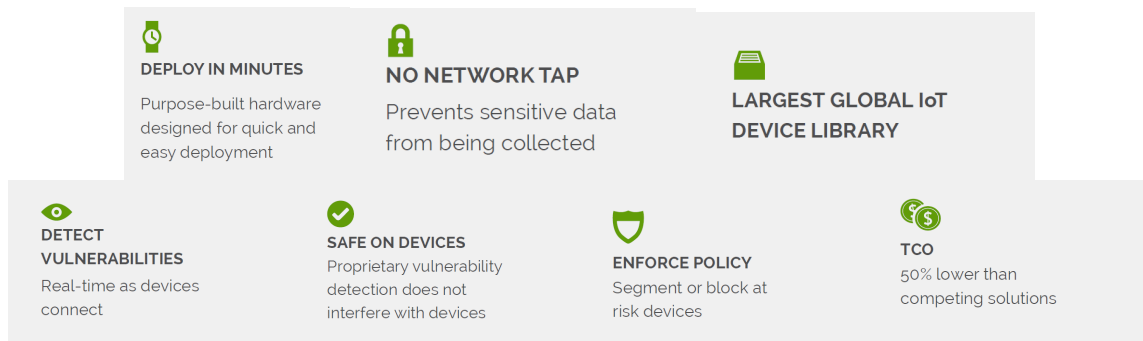 DEPLOY IN MINUTES
Purpose-built hardware
designed for quick and
easy deployment
NO NETWORK TAP
Prevents sensitive data
from being collected
LARGEST GLOBAL IoT
DEVICE LIBRARY
DETECT
VULNERABILITIES
Real-time as devices
connect
SAFE ON DEVICES
Proprietary vulnerability
detection does not
interfere with devices
ENFORCE POLICY
Segment or block at
risk devices
$ $
TCO
50% lower than
competing solutions